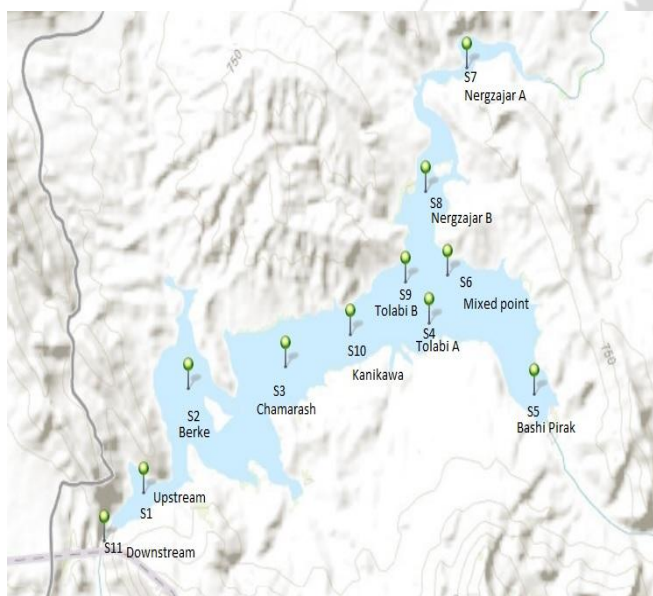 750
S7
Nergzajar A
S8
Nergzajar B
S6
Mixed point
S9
Tolabi B
S4
Tolabi A
S10
Kanikawa
S3
Chamarash
750
S5
Bashi Pirak
S2
Berke
Upstream
S1
S11 Downstream